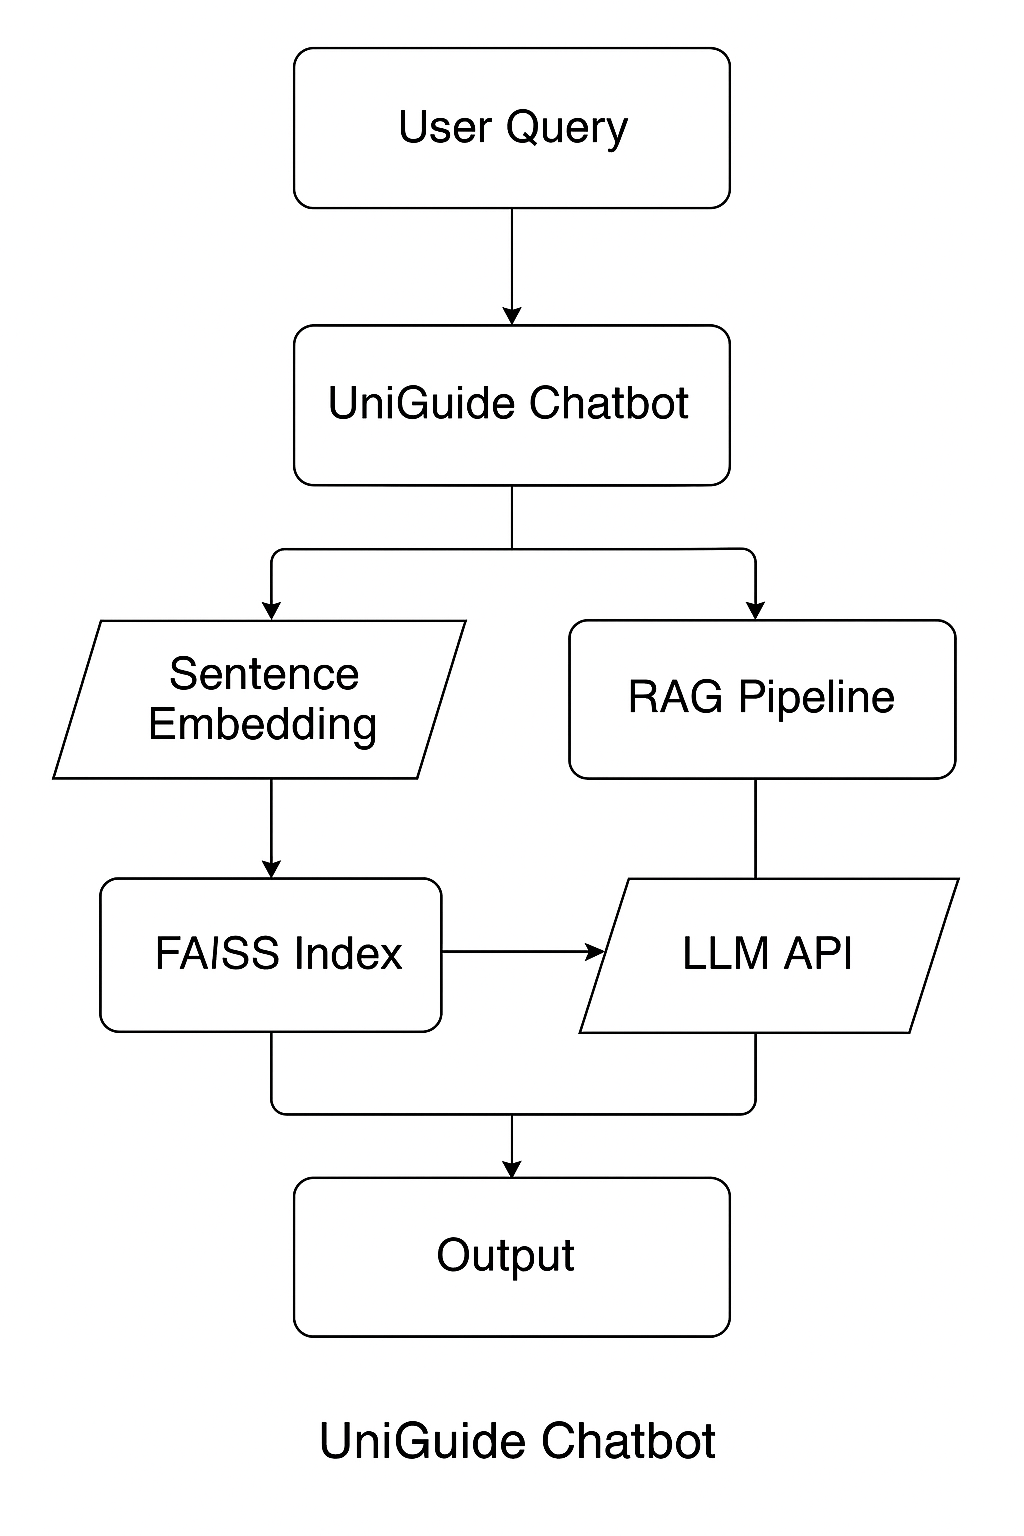 User Query
UniGuide Chatbot
Sentence
Embedding
RAG Pipeline
FAISS Index
LLM API
Output
UniGuide Chatbot